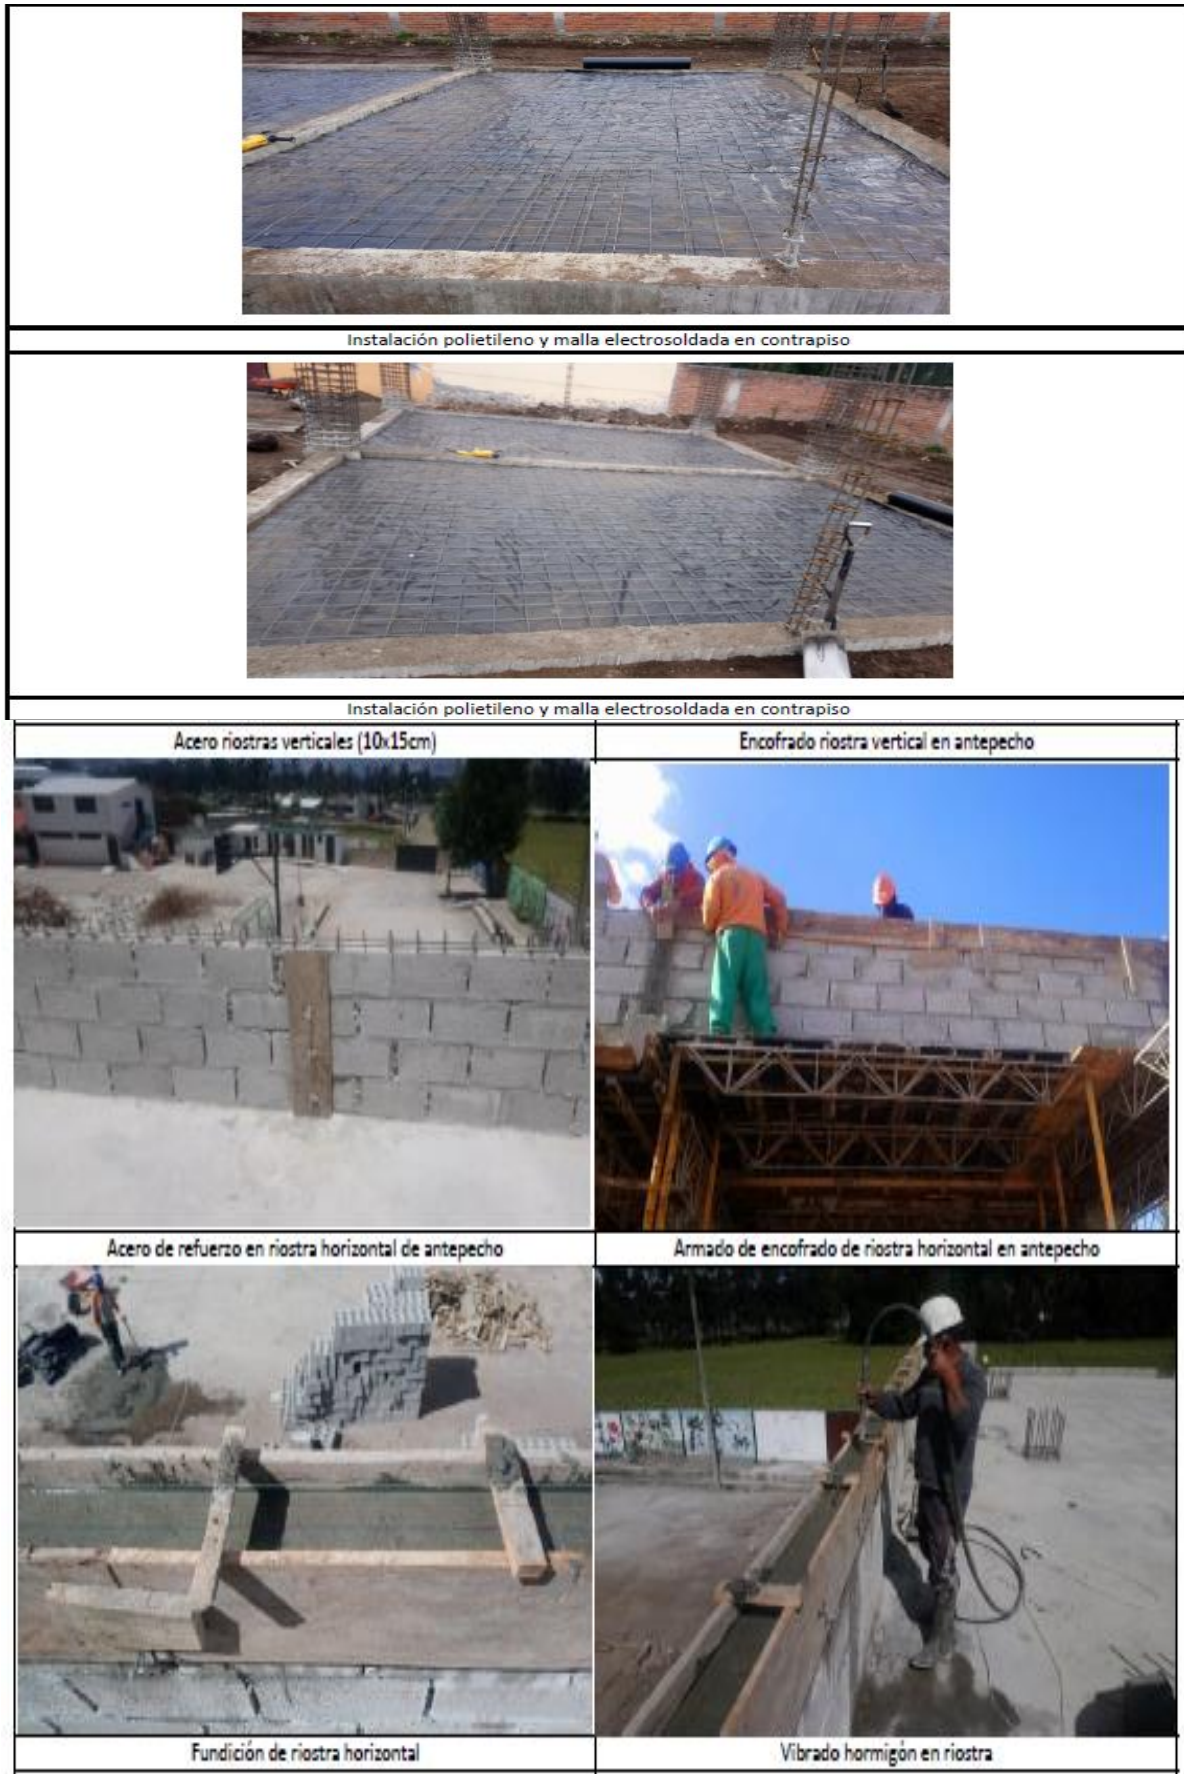 Instalación polietileno y malla electrosoldada en contrapiso
Instalación polietileno y malla electrosoldada en contrapiso
Acero riostras verticales (10x15cm)
Encofrado riostra vertical en antepecho
Acero de refuerzo en riostra horizontal de antepecho
Armado de encofrado de riostra horizontal en antepecho
Fundición de riostra horizontal
Vibrado hormigón en riostra